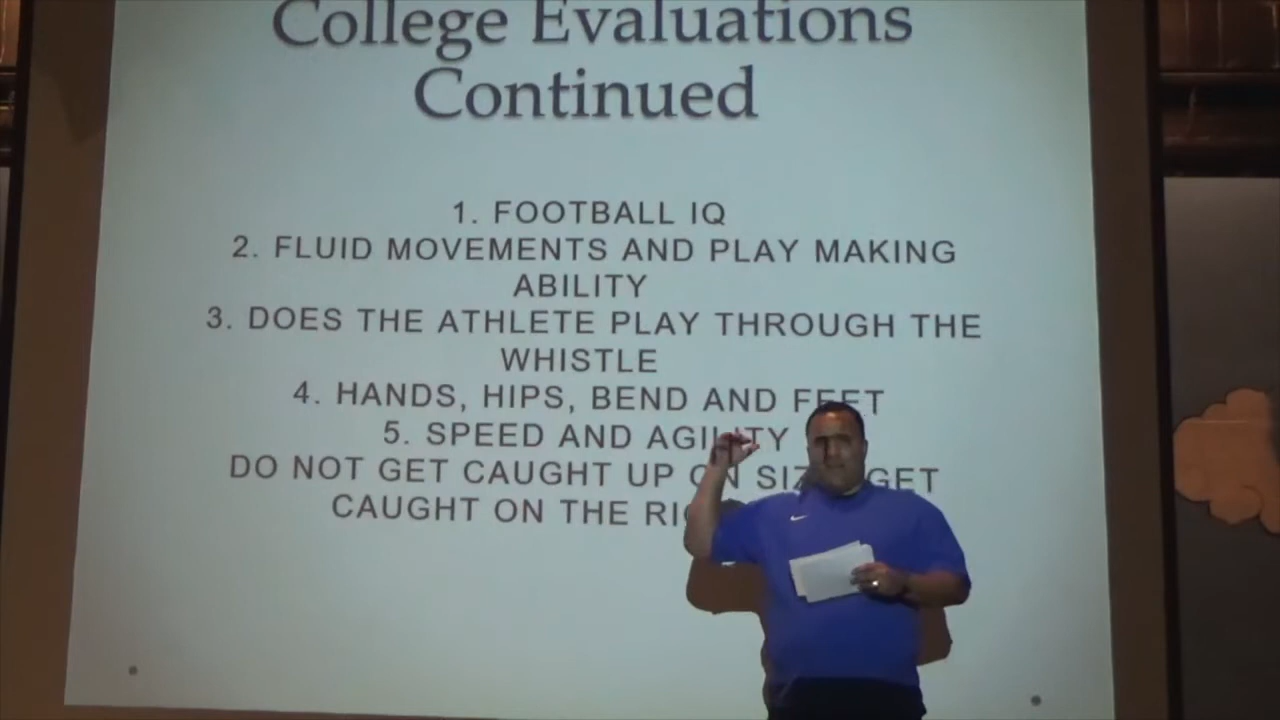 College Evaluations
Continued
1. FOOTBALL IQ
2. FLUID MOVEMENTS AND PLAY MAKING
ABILITY
3. DOES THE ATHLETE PLAY THROUGH THE
WHISTLE
4. HANDS, HIPS, BEND AND FEET
5. SPEED AND AGILITY
DO NOT GET CAUGHT UP ON GET
CAUGHT ON THE